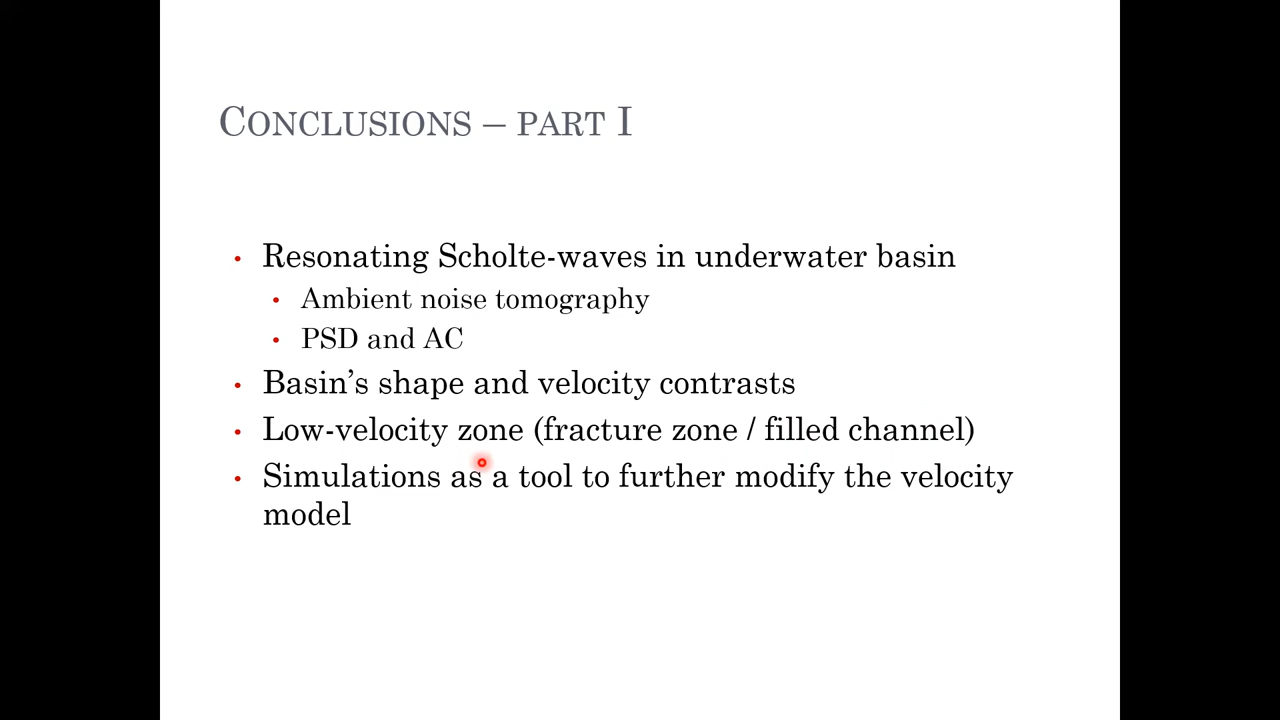 CONCLUSIONS – PART I
• Resonating Scholte-waves in underwater basin
• Ambient noise tomography
• PSD and AC
• Basin’s shape and velocity contrasts
• Low-velocity zone (fracture zone / filled channel)
• Simulations as a tool to further modify the velocity
model